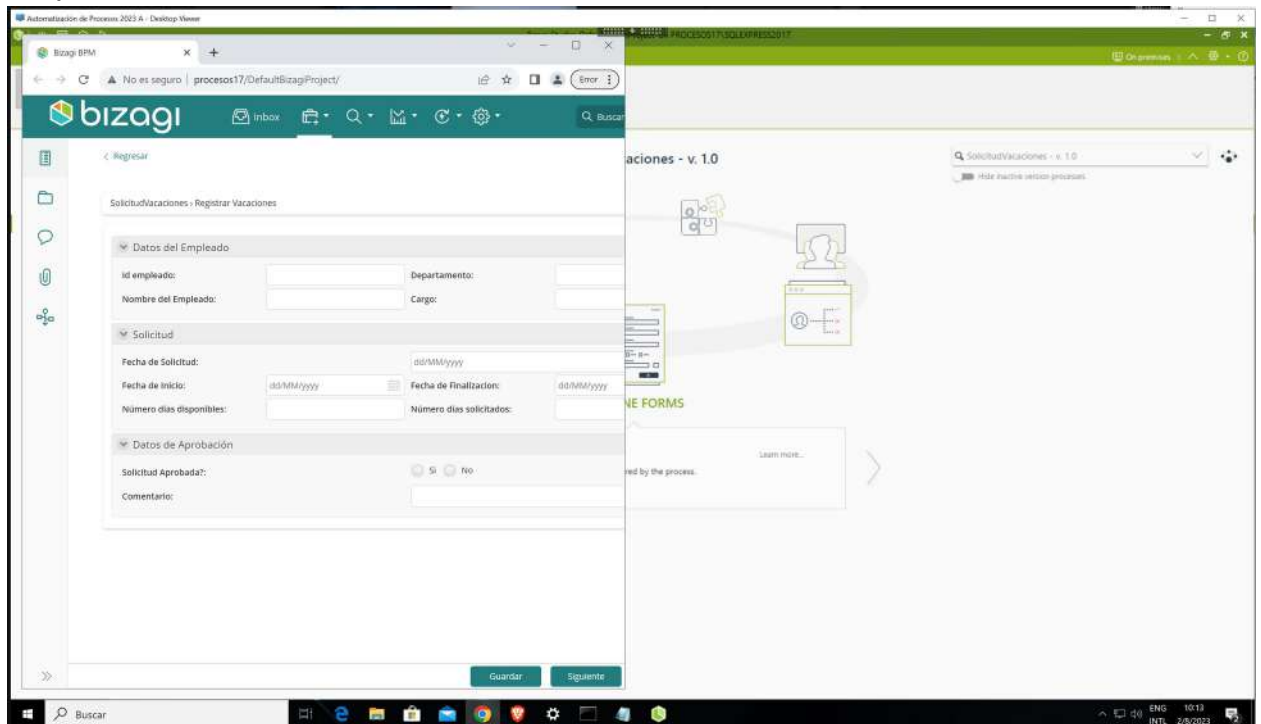 Automatización de Procesos 2023 A - Desktop Viewer
PROCESOS17\SQLEXPRESS2017
Bizagi BPM
On premises
No es seguro | procesos17/DefaultBizagiProject/
Error
bizagi
Inbox
Buscar
< Regresar
aciones - v. 1.0
SolicitudVacaciones - v. 1.0
Hide inactive version processes
SolicitudVacaciones › Registrar Vacaciones
Datos del Empleado
Id empleado:
Departamento:
Nombre del Empleado:
Cargo:
Solicitud
Fecha de Solicitud:
dd/MM/yyyy
Fecha de Inicio:
dd/MM/yyyy
Fecha de Finalizacion:
dd/MM/yyyy
Número días disponibles:
Número días solicitados:
NE FORMS
Datos de Aprobación
Learn more...
Solicitud Aprobada?:
Si
No
red by the process.
Comentario:
Guardar
Siguiente
Buscar
ENG
INTL
10:13
2/8/2023